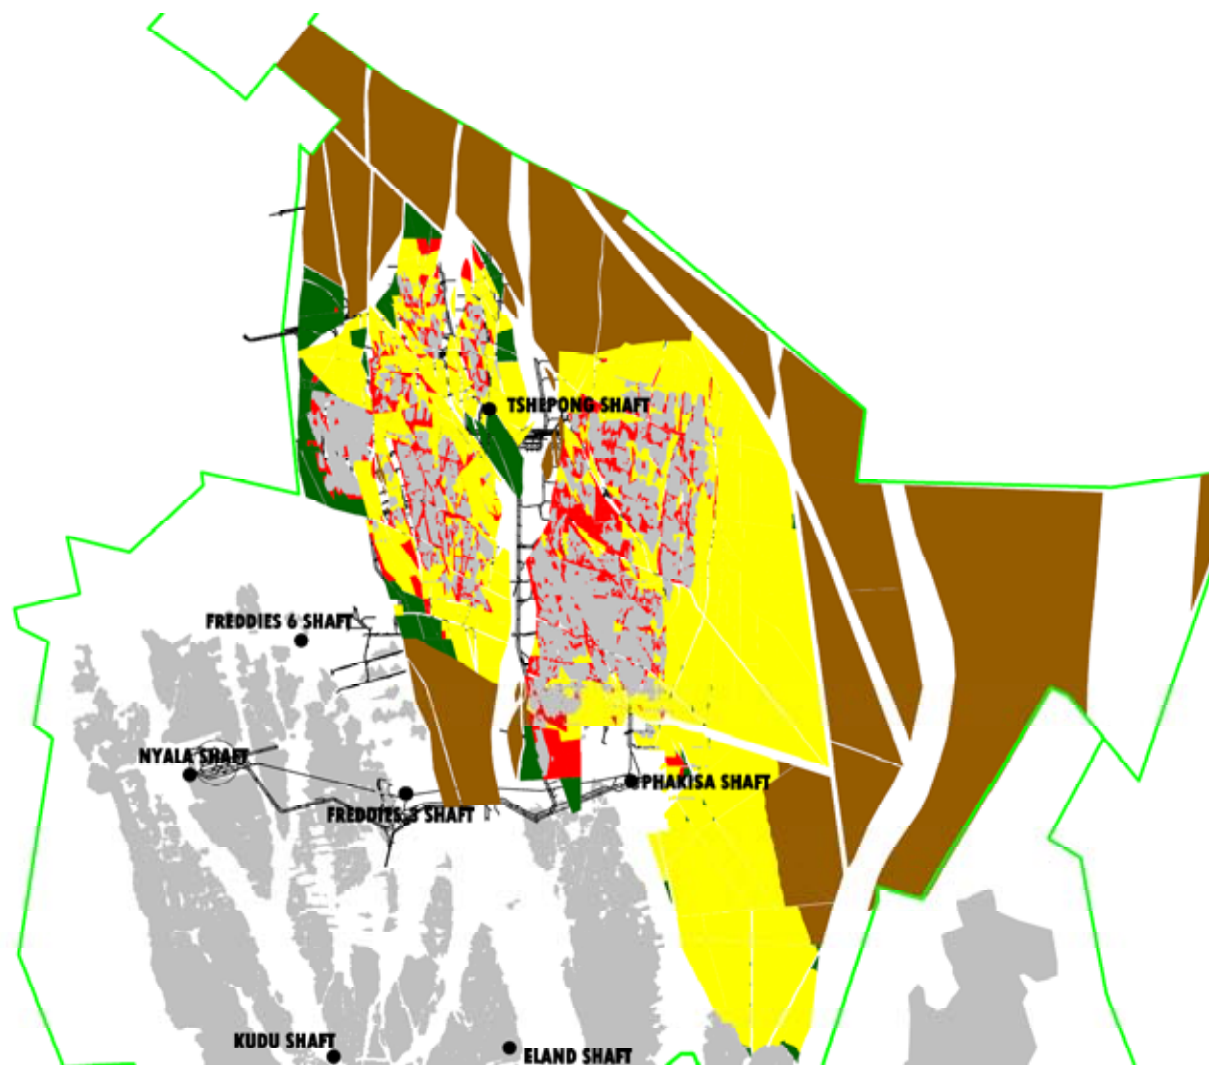 TSHEPONG SHAFT
FREDDIES 6 SHAFT
NYALA SHAFT
PHAKISA SHAFT
FREDDIES 3 SHAFT
KUDU SHAFT
ELAND SHAFT